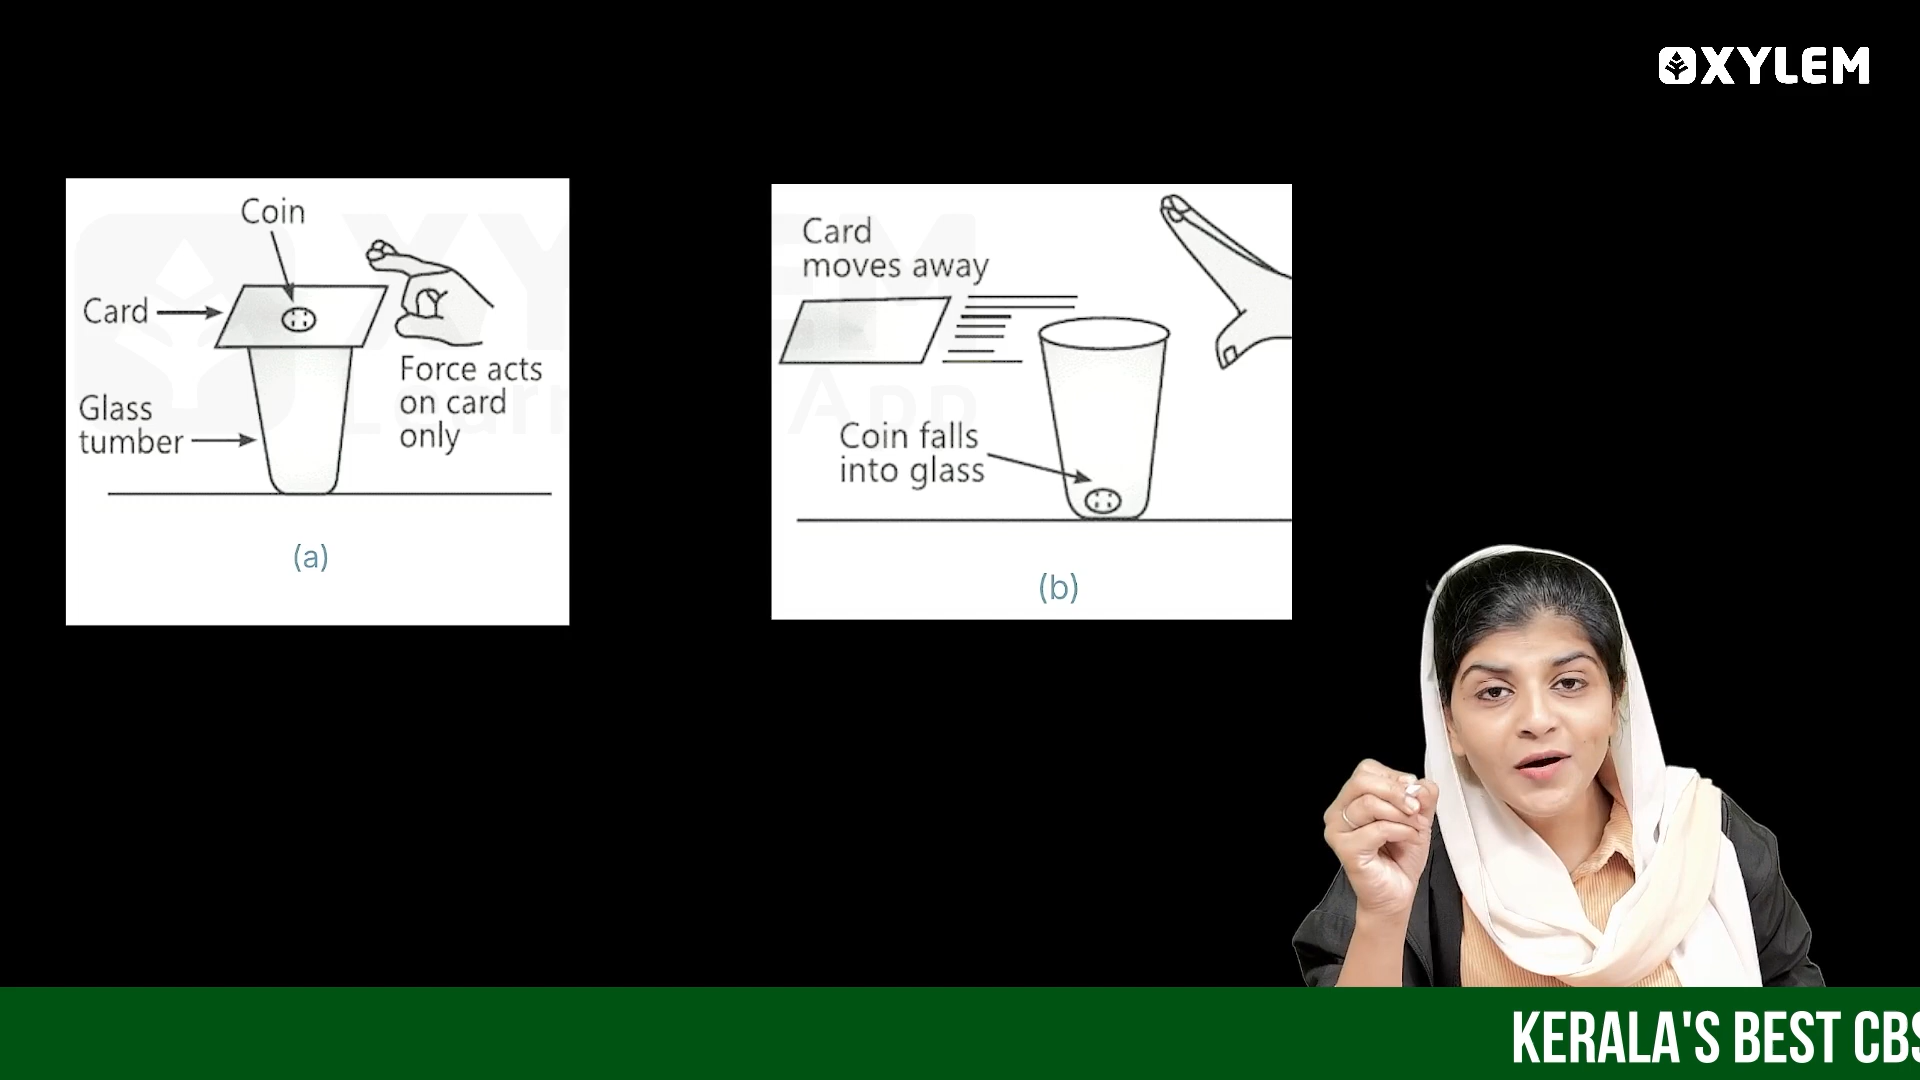 XYLEM
Coin
Card
Force acts
on card
only
Glass
tumber
(a)
Card
moves away
Coin falls
into glass
(b)
KERALA'S BEST CBS